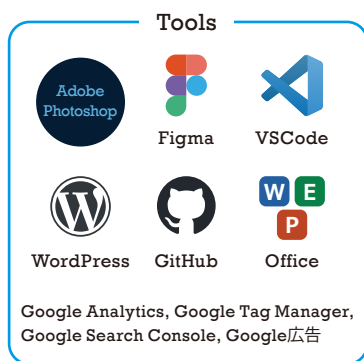 Tools
Adobe
Photoshop
Figma
VSCode
WordPress
GitHub
W E
P
Office
Google Analytics, Google Tag Manager,
Google Search Console, Google広告